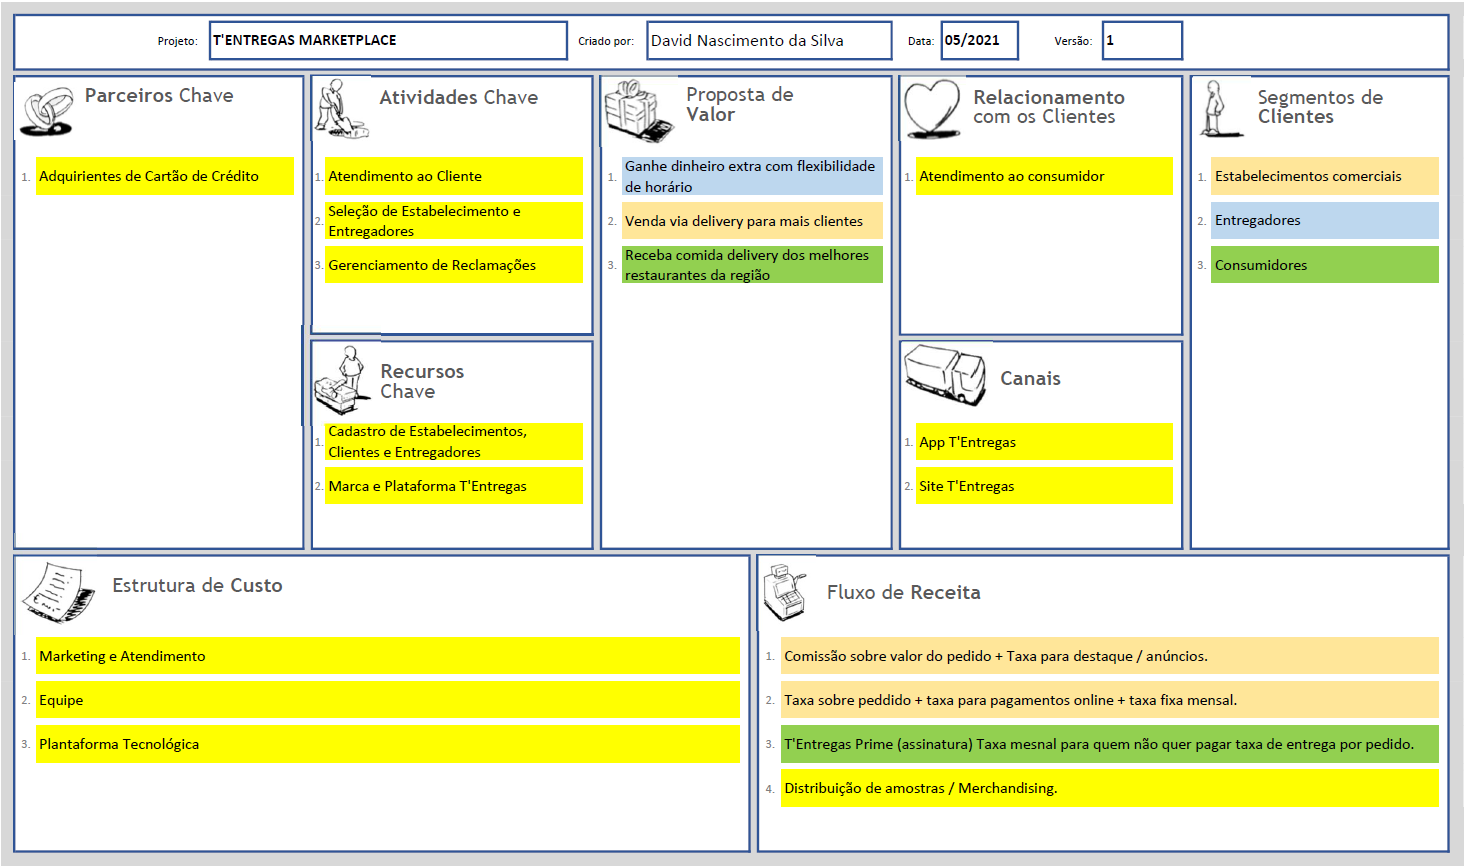 Projeto: T'ENTREGAS MARKETPLACE Criado por: David Nascimento da Silva Data: 05/2021 Versão: 1
Parceiros Chave
1. Adquirientes de Cartão de Crédito
Atividades Chave
1. Atendimento ao Cliente
2. Seleção de Estabelecimento e
Entregadores
3. Gerenciamento de Reclamações
Recursos
Chave
1. Cadastro de Estabelecimentos,
Clientes e Entregadores
2. Marca e Plataforma T'Entregas
Proposta de
Valor
1. Ganhe dinheiro extra com flexibilidade
de horário
2. Venda via delivery para mais clientes
3. Receba comida delivery dos melhores
restaurantes da região
Relacionamento
com os Clientes
1. Atendimento ao consumidor
Canais
1. App T'Entregas
2. Site T'Entregas
Segmentos de
Clientes
1. Estabelecimentos comerciais
2. Entregadores
3. Consumidores
Estrutura de Custo
1. Marketing e Atendimento
2. Equipe
3. Plantaforma Tecnológica
Fluxo de Receita
1. Comissão sobre valor do pedido + Taxa para destaque / anúncios.
2. Taxa sobre peddido + taxa para pagamentos online + taxa fixa mensal.
3. T'Entregas Prime (assinatura) Taxa mesnal para quem não quer pagar taxa de entrega por pedido.
4. Distribuição de amostras / Merchandising.